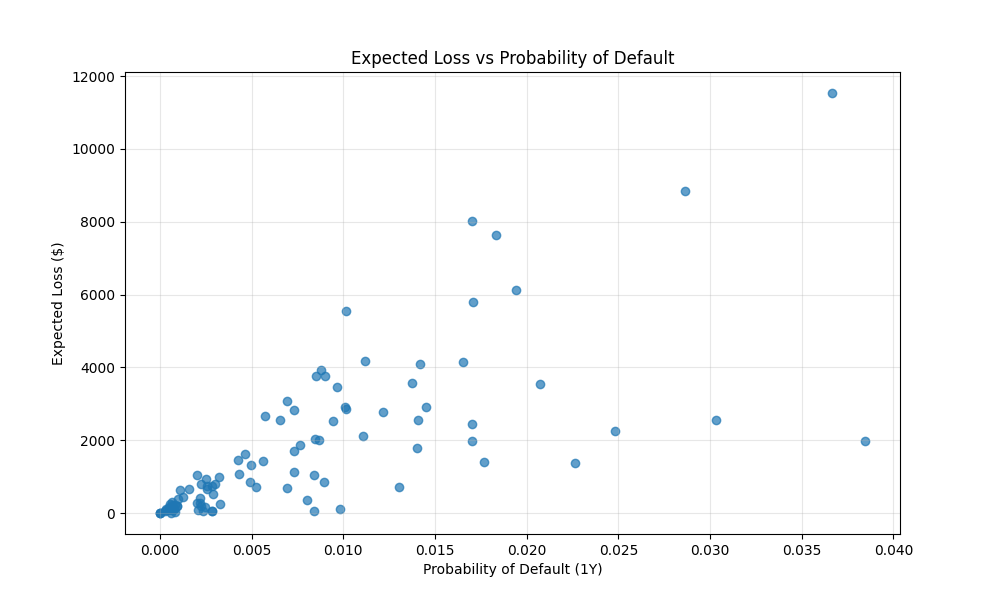 Expected Loss vs Probability of Default
12000
10000
8000
6000
4000
2000
0
Expected Loss ($)
0.000 0.005 0.010 0.015 0.020 0.025 0.030 0.035 0.040
Probability of Default (1Y)